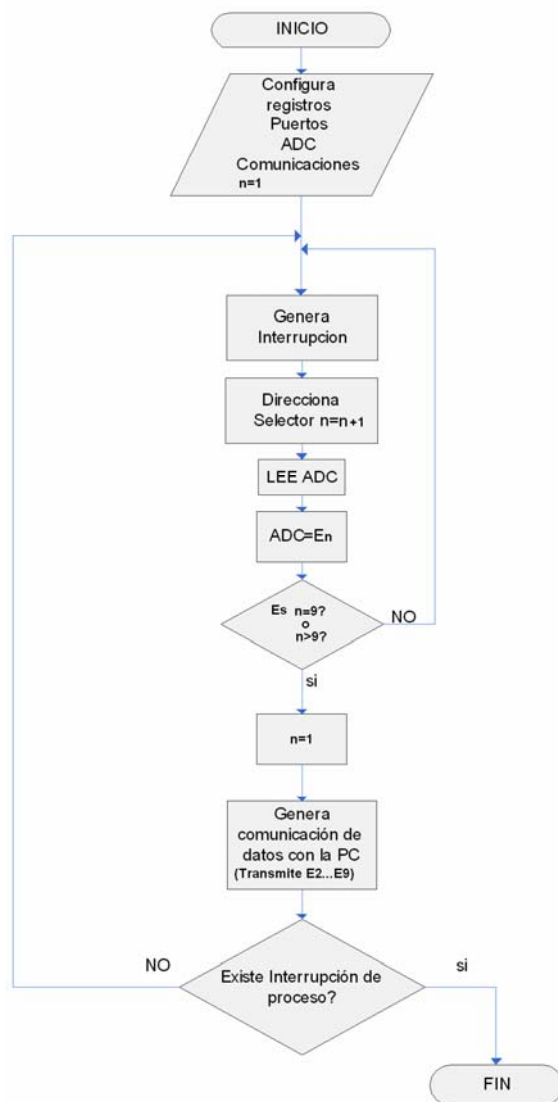 INICIO
Configura
registros
Puertos
ADC
Comunicaciones
n=1
Genera
Interrupcion
Direcciona
Selector n=n+1
LEE ADC
ADC=En
Es n=9?
o
n>9?
NO
si
n=1
Genera
comunicación de
datos con la PC
(Transmite E2...E9)
NO
Existe Interrupción de
proceso?
si
FIN